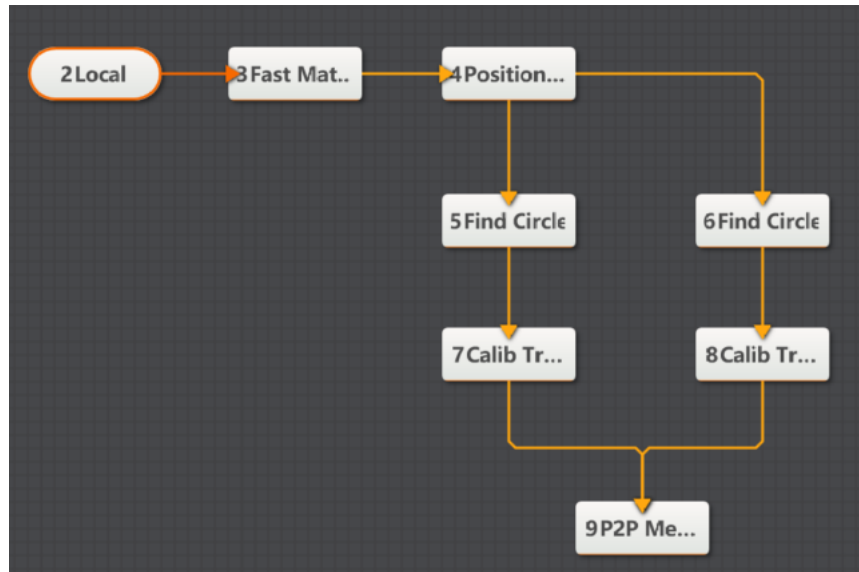 2Local
3Fast Mat..
4Position...
5Find Circle
6Find Circle
7Calib Tr...
8Calib Tr...
9P2P Me...